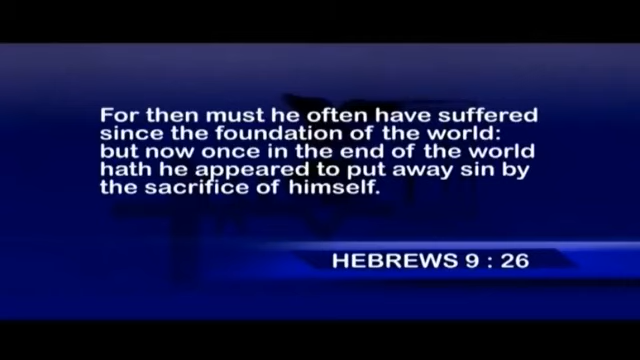 For then must he often have suffered
since the foundation of the world:
but now once in the end of the world
hath he appeared to put away sin by
the sacrifice of himself.
HEBREWS 9 : 26